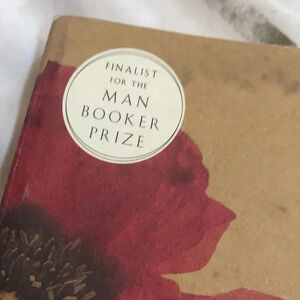 FINALIST
FOR THE
MAN
BOOKER
PRIZE